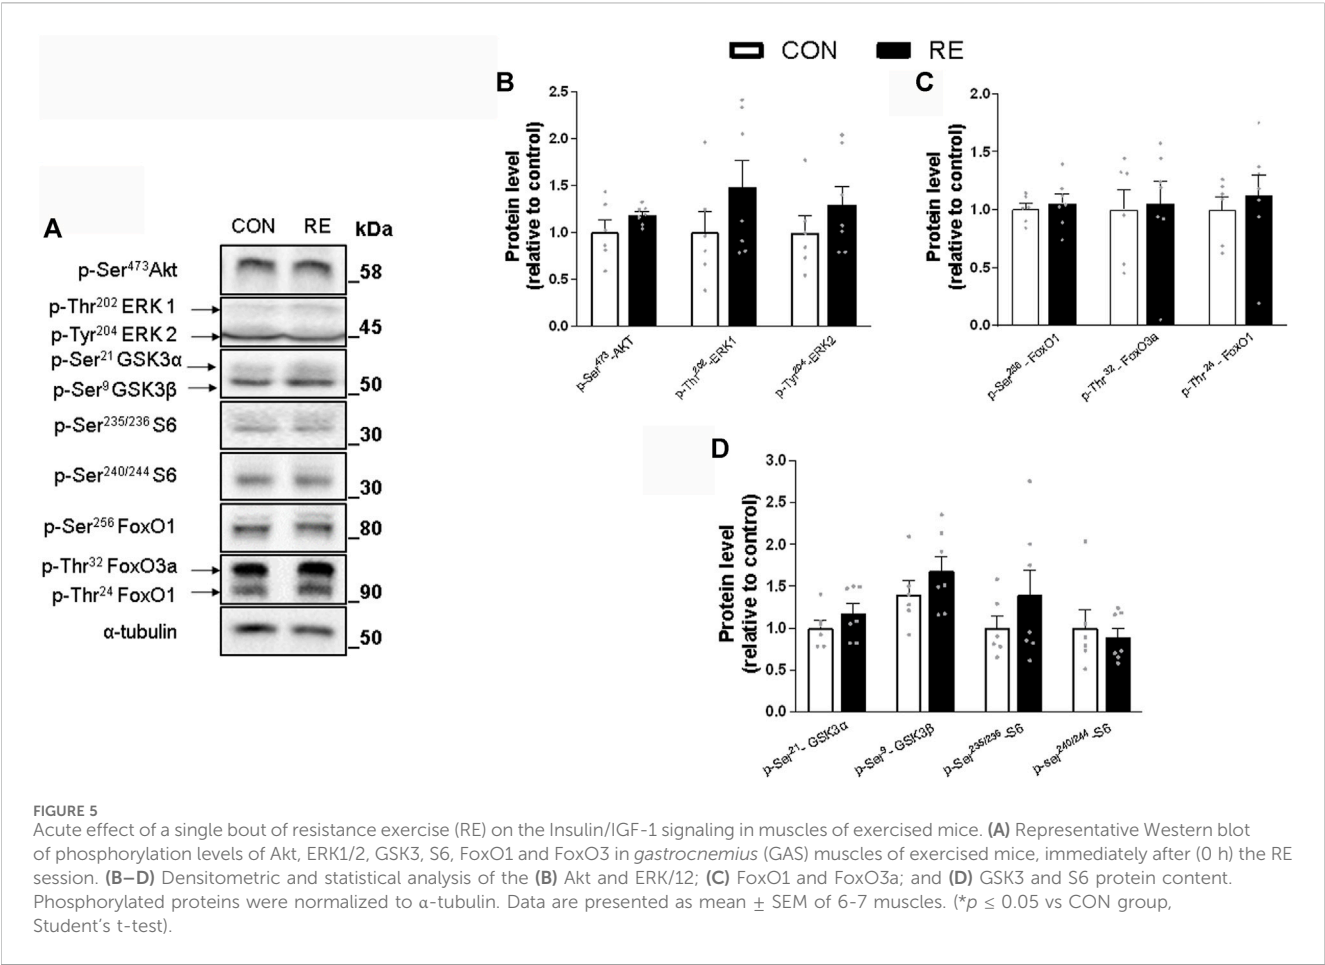 CON RE
A
CON RE kDa
p-Ser473Akt
_58
p-Thr202 ERK 1
p-Tyr204 ERK 2
_45
p-Ser21 GSK3α
p-Ser9 GSK3β
_50
p-Ser235/236 S6
_30
p-Ser240/244 S6
_30
p-Ser256 FoxO1
_80
p-Thr32 FoxO3a
p-Thr24 FoxO1
_90
α-tubulin
_50
B
Protein level
(relative to control)
2.5
2.0
1.5
1.0
0.5
0.0
p-Ser473-AKT
p-Thr202-ERK1
p-Tyr204-ERK2
C
Protein level
(relative to control)
2.0
1.5
1.0
0.5
0.0
p-Ser256 - FoxO1
p-Thr32 - FoxO3a
p-Thr24 - FoxO1
D
Protein level
(relative to control)
3.0
2.5
2.0
1.5
1.0
0.5
0.0
p-Ser21- GSK3α
p-Ser9- GSK3β
p-Ser235/236 -S6
p-ser240/244 -S6
FIGURE 5
Acute effect of a single bout of resistance exercise (RE) on the Insulin/IGF-1 signaling in muscles of exercised mice. (A) Representative Western blot
of phosphorylation levels of Akt, ERK1/2, GSK3, S6, FoxO1 and FoxO3 in gastrocnemius (GAS) muscles of exercised mice, immediately after (0 h) the RE
session. (B–D) Densitometric and statistical analysis of the (B) Akt and ERK/12; (C) FoxO1 and FoxO3a; and (D) GSK3 and S6 protein content.
Phosphorylated proteins were normalized to α-tubulin. Data are presented as mean ± SEM of 6-7 muscles. (*p ≤ 0.05 vs CON group,
Student's t-test).